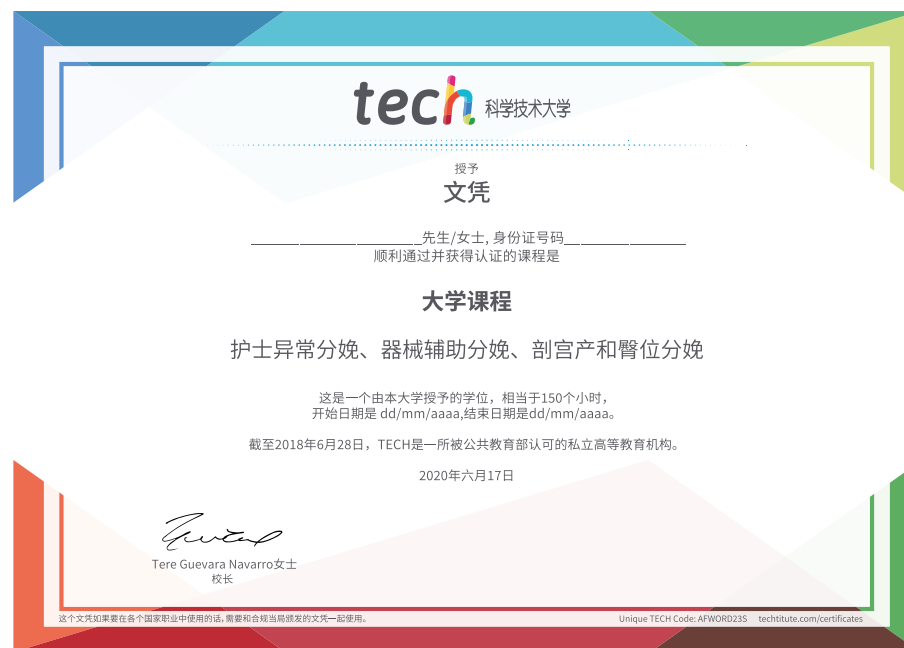 tech 科学技术大学
授予
文凭
______________________先生/女士, 身份证号码________________
顺利通过并获得认证的课程是
大学课程
护士异常分娩、器械辅助分娩、剖宫产和臀位分娩
这是一个由本大学授予的学位，相当于150个小时，
开始日期是 dd/mm/aaaa,结束日期是dd/mm/aaaa。
截至2018年6月28日，TECH是一所被公共教育部认可的私立高等教育机构。
2020年六月17日
Tere Guevara Navarro女士
校长
这个文凭如果要在各个国家职业中使用的话,需要和合规当局颁发的文凭一起使用。
Unique TECH Code: AFWORD23S techtitute.com/certificates